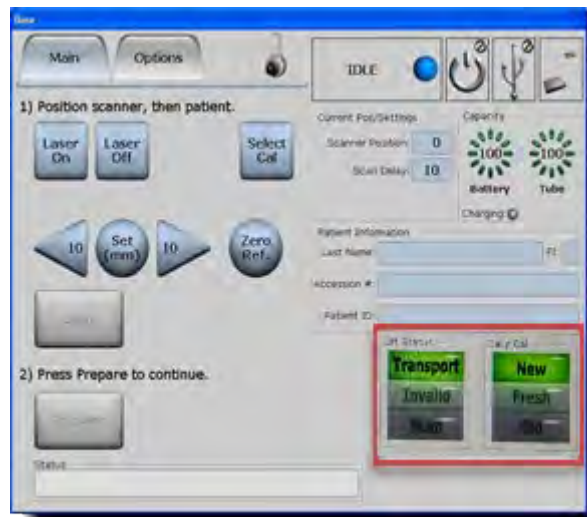 Main
Options
IDLE
1) Position scanner, then patient.
Laser On
Laser Off
Select Cal
Current Pos/Settings
Scanner Position: 0
Scan Delay: 10
Capacity
100
100
Battery
Tube
Charging
10
Set (mm)
10
Zero Ref.
Patient Information
Last Name
FI
Accession #:
Patient ID:
2) Press Prepare to continue.
Transport
Invalid
New
Fresh
Old
Status